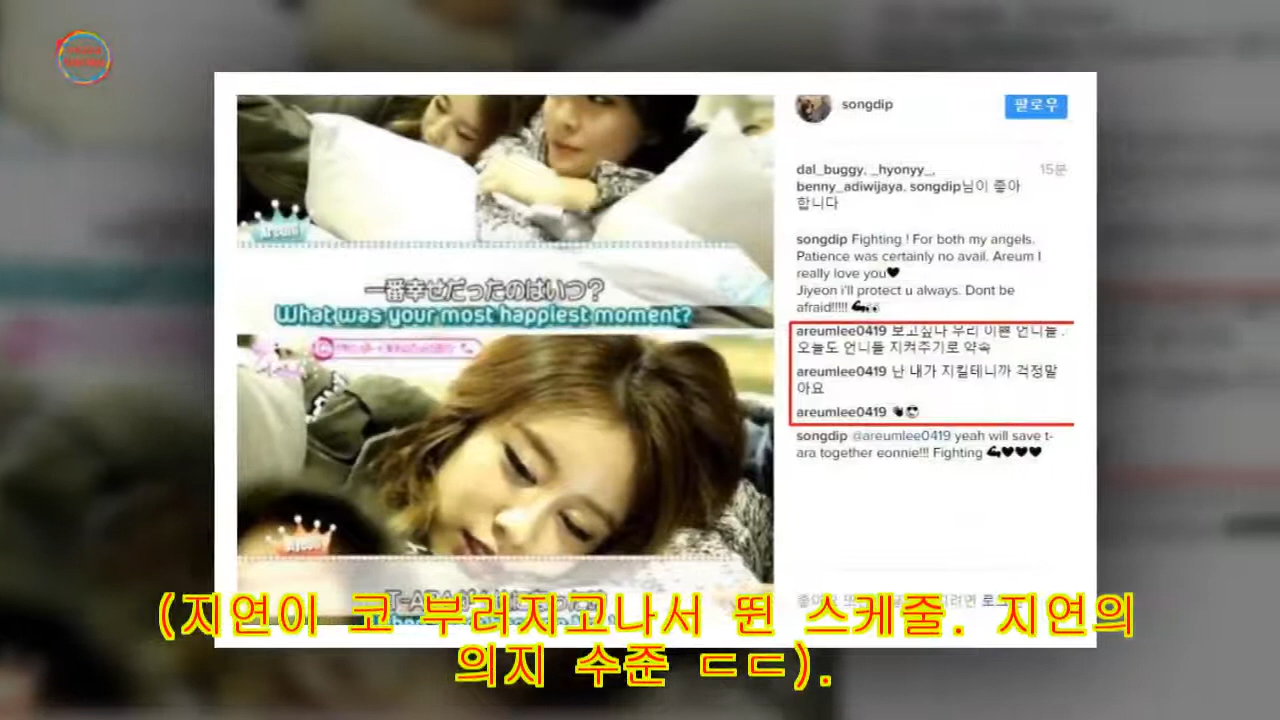 songdip
팔로우
dal_buggy, _hyonyy_,
15분
benny_adiwijaya, songdip님이 좋아
합니다
songdip Fighting ! For both my angels.
Patience was certainly no avail. Areum I
really love you🖤
Jiyeon i'll protect u always. Dont be
afraid!!!!! 💪👀
areumlee0419 보고싶다 우리 이쁜 언니들 .
오늘도 언니들 지켜주기로 약속
areumlee0419 난 내가 지킬테니까 걱정말
아요
areumlee0419
songdip @areumlee0419 yeah will save t-
ara together eonnie!!! Fighting 💪🖤🖤🖤
Areum
一番幸せだったのはいつ?
What was your most happiest moment?
T-ARA
(지연이 코 부러지고나서 뛴 스케줄. 지연의
의지 수준 ㄷㄷ).